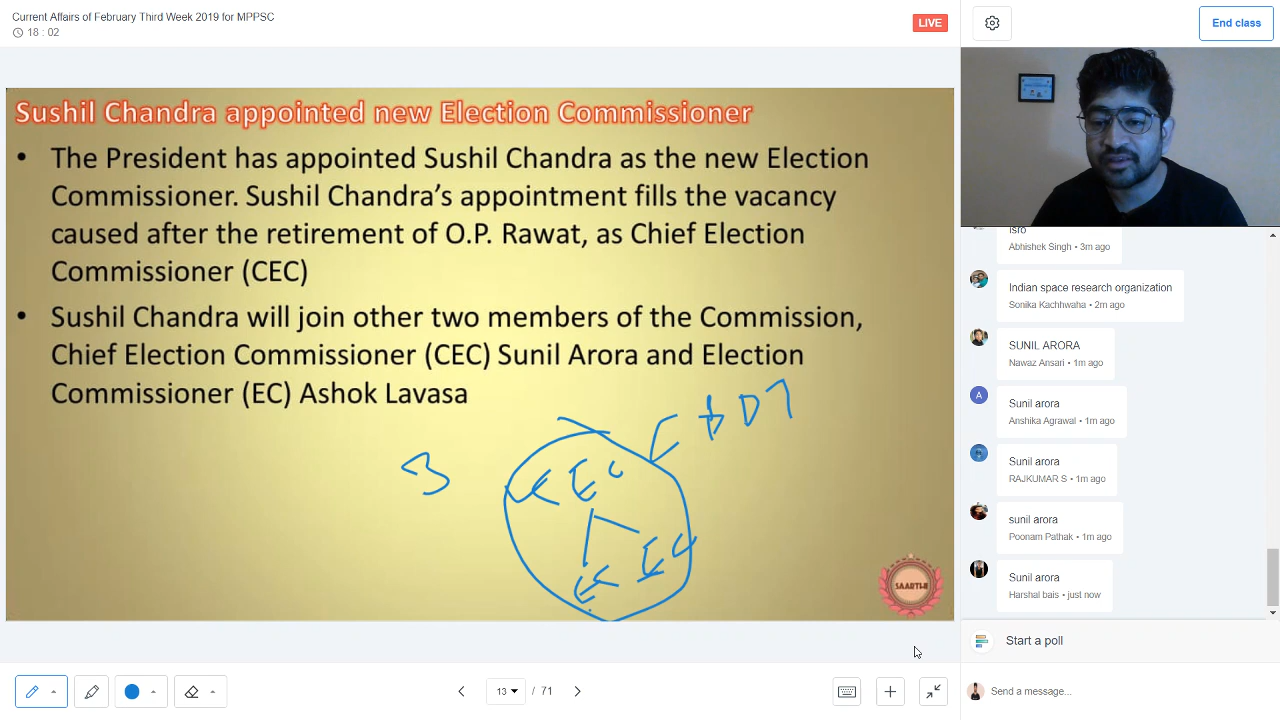 Current Affairs of February Third Week 2019 for MPPSC
18 : 02
LIVE
End class
Sushil Chandra appointed new Election Commissioner
• The President has appointed Sushil Chandra as the new Election
Commissioner. Sushil Chandra's appointment fills the vacancy
caused after the retirement of O.P. Rawat, as Chief Election
Commissioner (CEC)
• Sushil Chandra will join other two members of the Commission,
Chief Election Commissioner (CEC) Sunil Arora and Election
Commissioner (EC) Ashok Lavasa
3
CEC
EC
EC
SAARTHI
isro
Abhishek Singh • 3m ago
Indian space research organization
Sonika Kachhwaha • 2m ago
SUNIL ARORA
Nawaz Ansari • 1m ago
A
Sunil arora
Anshika Agrawal • 1m ago
Sunil arora
RAJKUMAR S • 1m ago
sunil arora
Poonam Pathak • 1m ago
Sunil arora
Harshal bais • just now
Start a poll
13 / 71
Send a message...